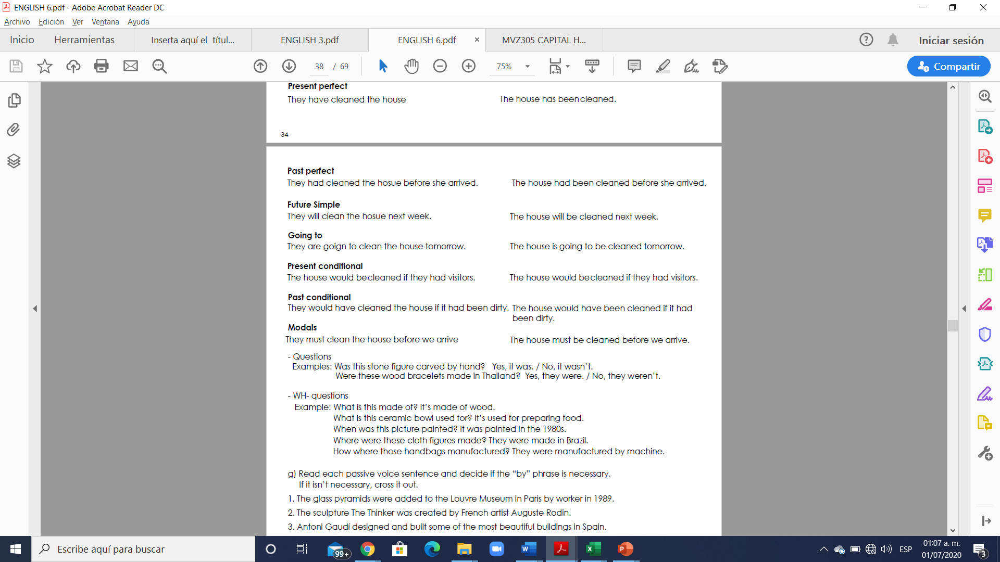 ENGLISH 6.pdf - Adobe Acrobat Reader DC
Archivo Edición Ver Ventana Ayuda
Inicio Herramientas Inserta aquí el títul... ENGLISH 3.pdf ENGLISH 6.pdf × MVZ305 CAPITAL H... Iniciar sesión
38 / 69 75% Compartir
Present perfect
They have cleaned the house The house has been cleaned.
34
Past perfect
They had cleaned the hosue before she arrived. The house had been cleaned before she arrived.
Future Simple
They will clean the hosue next week. The house will be cleaned next week.
Going to
They are goign to clean the house tomorrow. The house is going to be cleaned tomorrow.
Present conditional
The house would be cleaned if they had visitors. The house would be cleaned if they had visitors.
Past conditional
They would have cleaned the house if it had been dirty. The house would have been cleaned if it had
been dirty.
Modals
They must clean the house before we arrive The house must be cleaned before we arrive.
- Questions
Examples: Was this stone figure carved by hand? Yes, it was. / No, it wasn't.
Were these wood bracelets made in Thailand? Yes, they were. / No, they weren't.
- WH- questions
Example: What is this made of? It's made of wood.
What is this ceramic bowl used for? It's used for preparing food.
When was this picture painted? It was painted in the 1980s.
Where were these cloth figures made? They were made in Brazil.
How where those handbags manufactured? They were manufactured by machine.
g) Read each passive voice sentence and decide if the “by” phrase is necessary.
If it isn't necessary, cross it out.
1. The glass pyramids were added to the Louvre Museum in Paris by worker in 1989.
2. The sculpture The Thinker was created by French artist Auguste Rodin.
3. Antoni Gaudí designed and built some of the most beautiful buildings in Spain.
Escribe aquí para buscar 99+ ESP 01:07 a. m.
01/07/2020 3